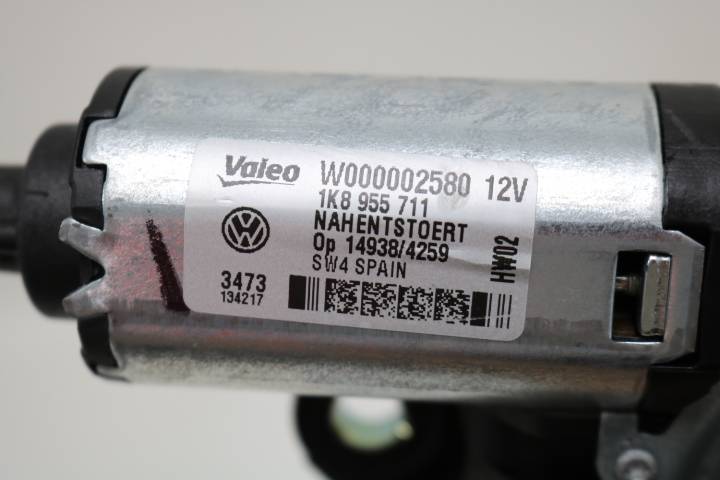 Valeo W000002580 12V
1K8 955 711
NAHENTSTOERT
Op 14938/4259
SW4 SPAIN
HW02
3473
134217